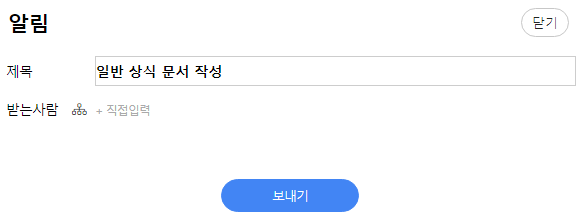 알림 닫기
제목 일반 상식 문서 작성
받는사람 + 직접입력
보내기